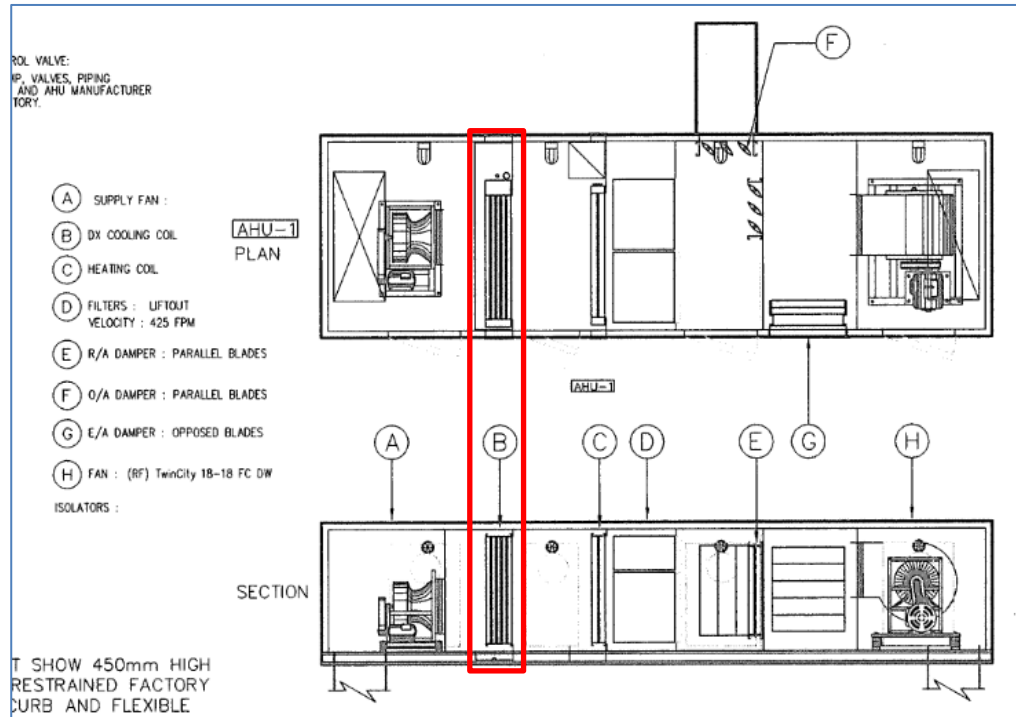 ROL VALVE:
IP, VALVES, PIPING
AND AHU MANUFACTURER
TORY.
F
A SUPPLY FAN :
B DX COOLING COIL
C HEATING COIL
D FILTERS : LIFTOUT
VELOCITY : 425 FPM
E R/A DAMPER : PARALLEL BLADES
F O/A DAMPER : PARALLEL BLADES
G E/A DAMPER : OPPOSED BLADES
H FAN : (RF) TwinCity 18-18 FC DW
ISOLATORS :
AHU-1
PLAN
AHU-1
A B C D E G H
SECTION
T SHOW 450mm HIGH
RESTRAINED FACTORY
CURB AND FLEXIBLE